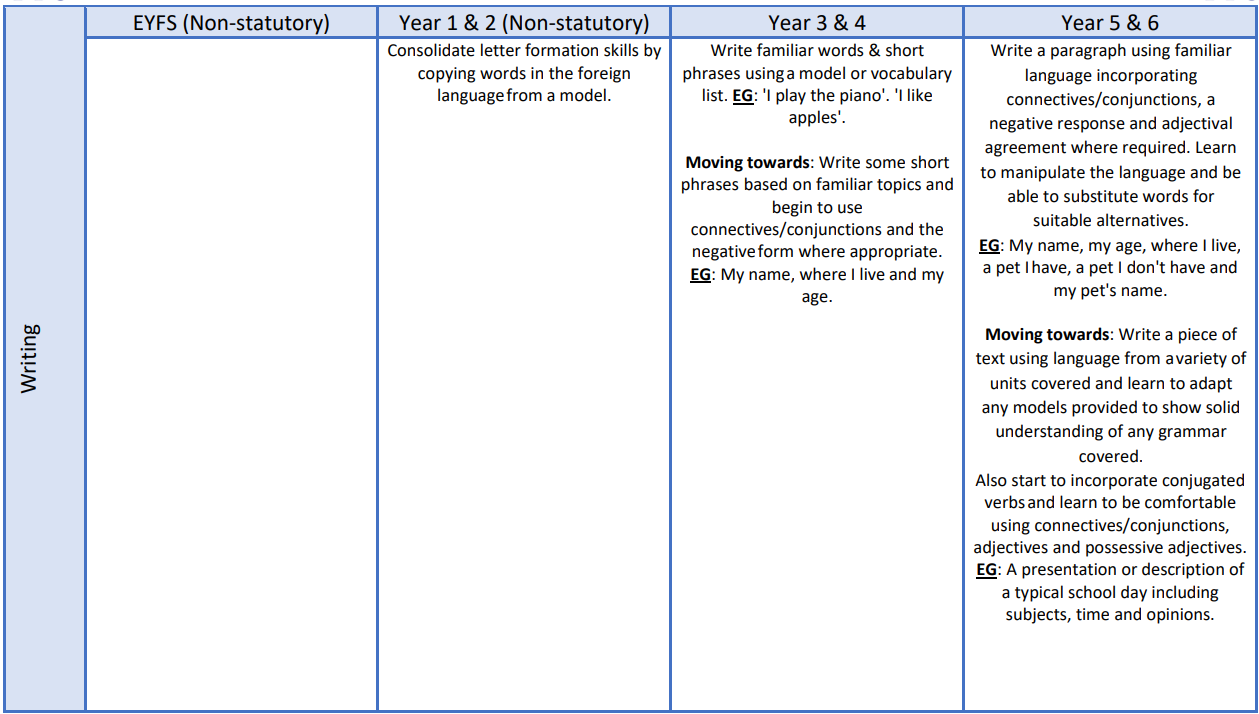 EYFS (Non-statutory)
Year 1 & 2 (Non-statutory)
Year 3 & 4
Year 5 & 6
Writing
Consolidate letter formation skills by
copying words in the foreign
language from a model.
Write familiar words & short
phrases using a model or vocabulary
list. EG: 'I play the piano'. 'I like
apples'.
Moving towards: Write some short
phrases based on familiar topics and
begin to use
connectives/conjunctions and the
negative form where appropriate.
EG: My name, where I live and my
age.
Write a paragraph using familiar
language incorporating
connectives/conjunctions, a
negative response and adjectival
agreement where required. Learn
to manipulate the language and be
able to substitute words for
suitable alternatives.
EG: My name, my age, where I live,
a pet I have, a pet I don't have and
my pet's name.
Moving towards: Write a piece of
text using language from a variety of
units covered and learn to adapt
any models provided to show solid
understanding of any grammar
covered.
Also start to incorporate conjugated
verbs and learn to be comfortable
using connectives/conjunctions,
adjectives and possessive adjectives.
EG: A presentation or description of
a typical school day including
subjects, time and opinions.